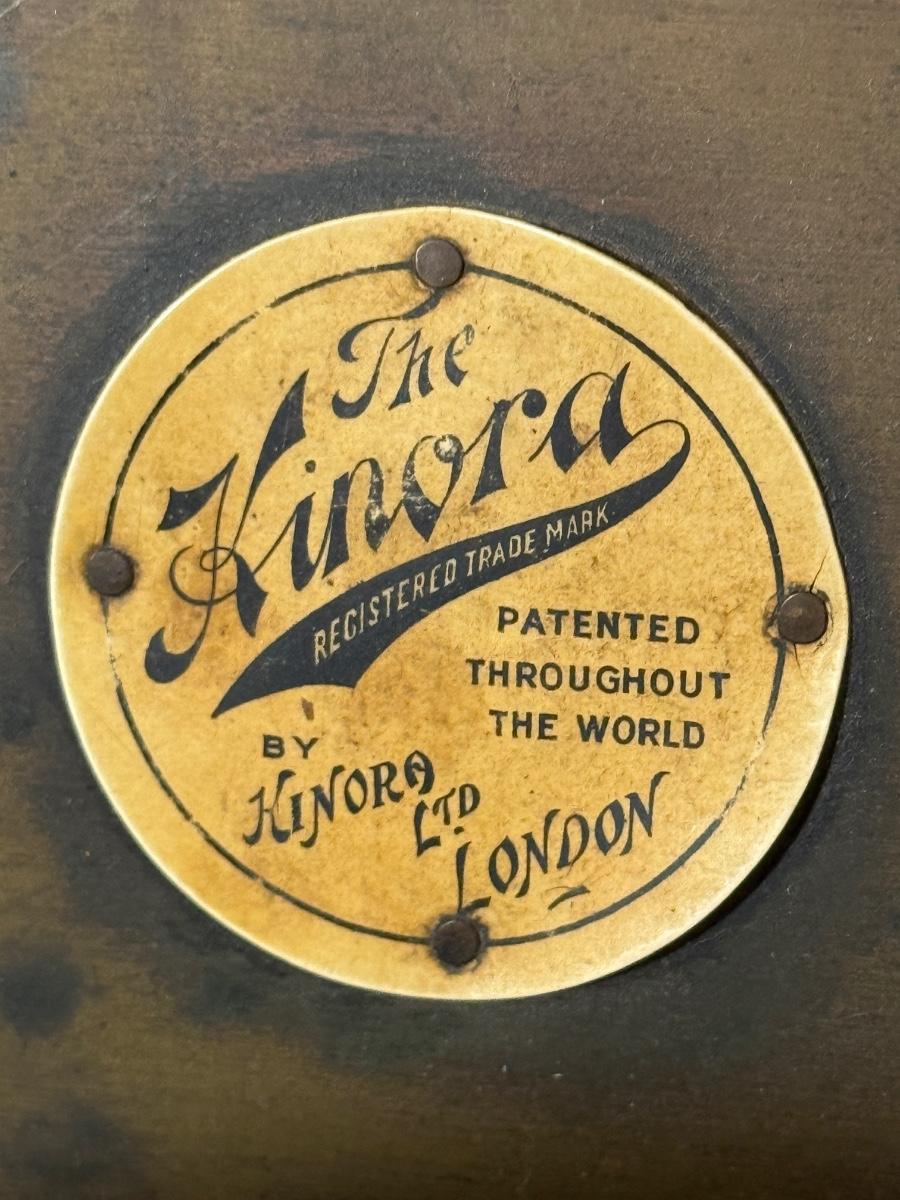 The
Kinora
REGISTERED TRADE MARK
PATENTED
THROUGHOUT
THE WORLD
BY
KINORA
LTD
LONDON